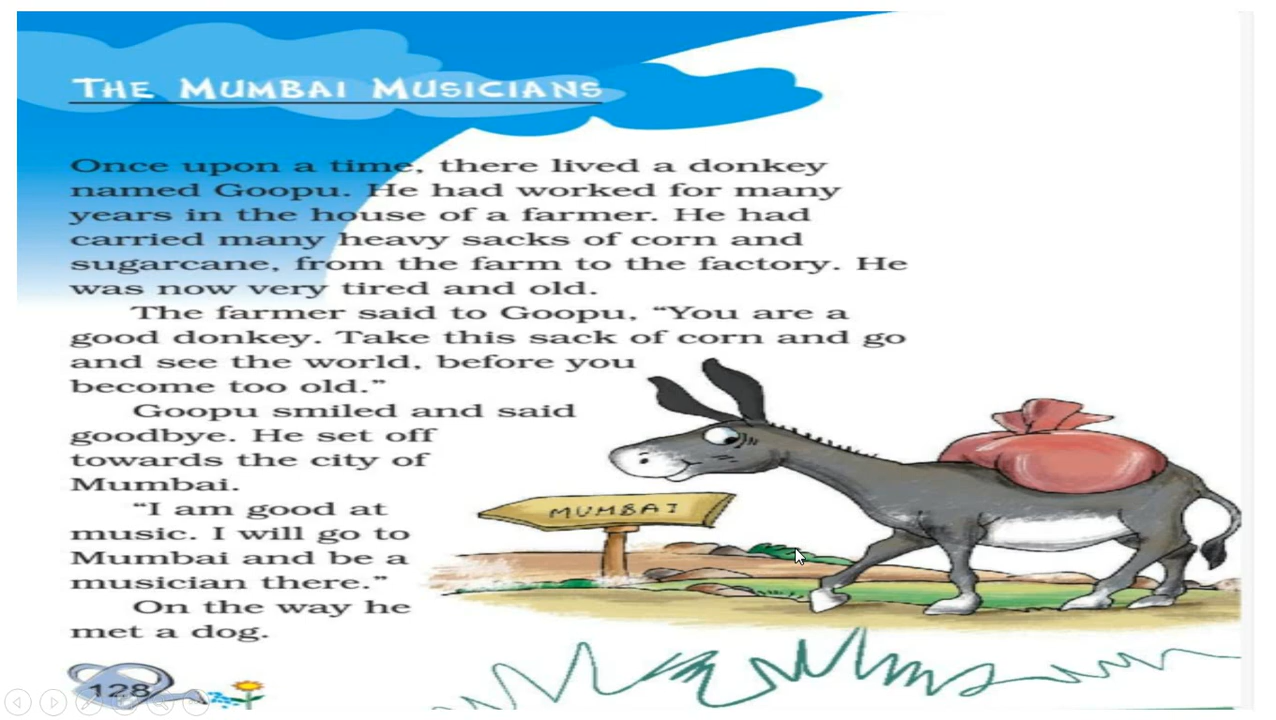 THE MUMBAI MUSICIANS
Once upon a time, there lived a donkey
named Goopu. He had worked for many
years in the house of a farmer. He had
carried many heavy sacks of corn and
sugarcane, from the farm to the factory. He
was now very tired and old.
The farmer said to Goopu, “You are a
good donkey. Take this sack of corn and go
and see the world, before you
become too old.”
Goopu smiled and said
goodbye. He set off
towards the city of
Mumbai.
“I am good at
music. I will go to
Mumbai and be a
musician there.”
On the way he
met a dog.
MUMBAI
128